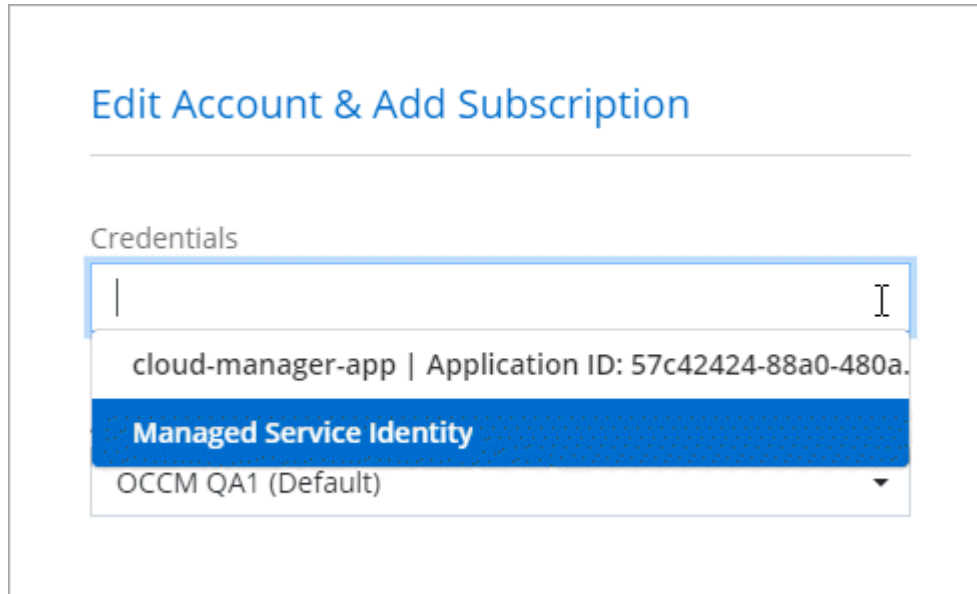 Edit Account & Add Subscription
Credentials
cloud-manager-app | Application ID: 57c42424-88a0-480a.
Managed Service Identity
OCCM QA1 (Default)